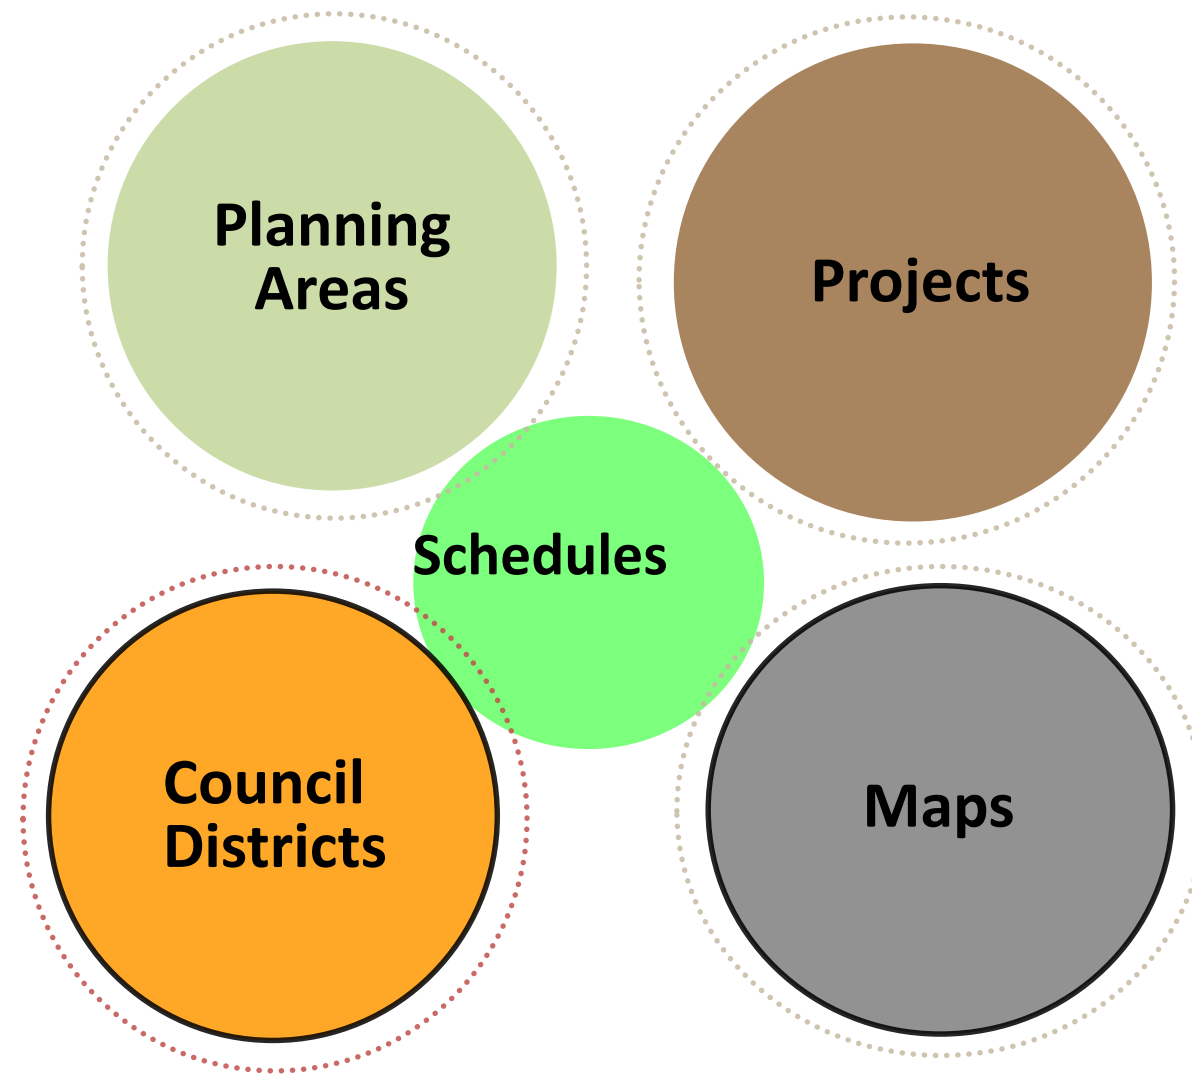 Planning
Areas
Projects
Schedules
Council
Districts
Maps